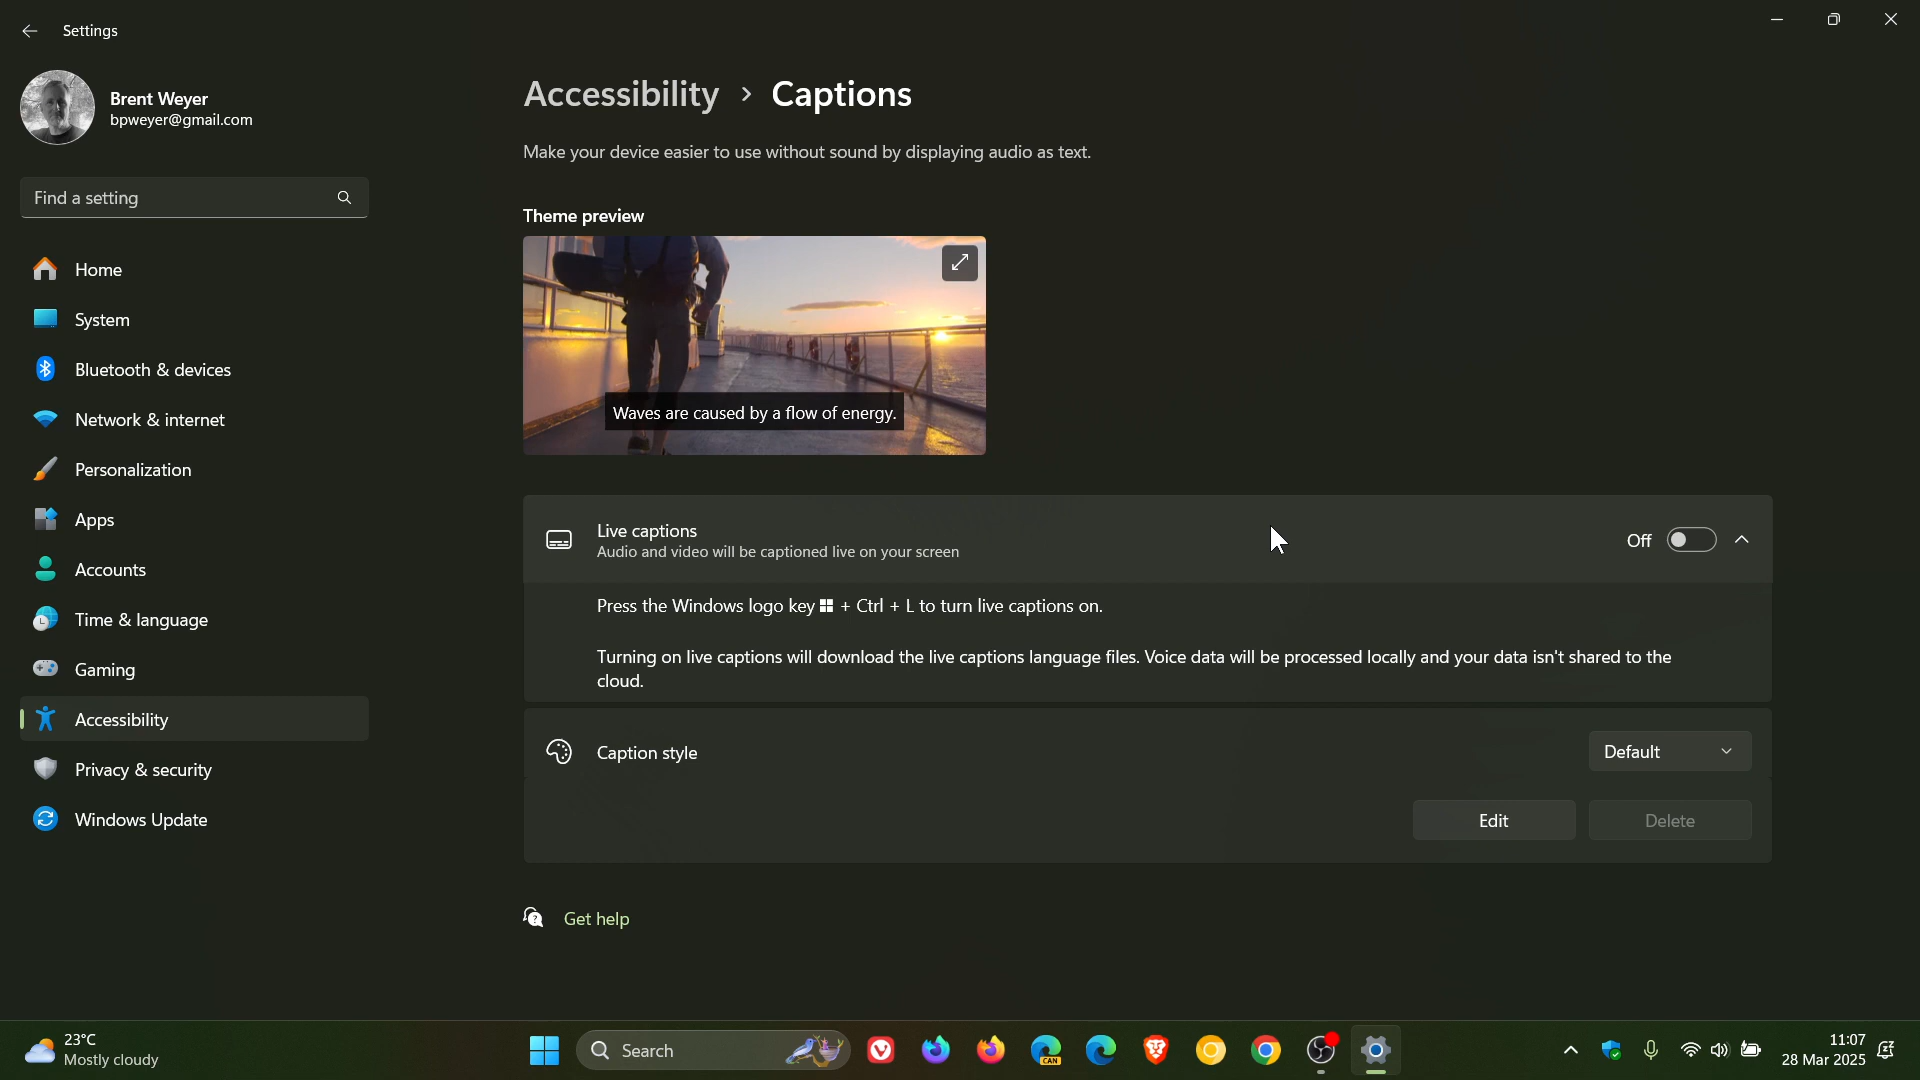 Settings
Brent Weyer
bpweyer@gmail.com
Find a setting
Home
System
Bluetooth & devices
Network & internet
Personalization
Apps
Accounts
Time & language
Gaming
Accessibility
Privacy & security
Windows Update
Accessibility > Captions
Make your device easier to use without sound by displaying audio as text.
Theme preview
Waves are caused by a flow of energy.
Live captions
Audio and video will be captioned live on your screen
Off
Press the Windows logo key + Ctrl + L to turn live captions on.
Turning on live captions will download the live captions language files. Voice data will be processed locally and your data isn't shared to the
cloud.
Caption style
Default
Edit
Delete
Get help
23°C
Mostly cloudy
Search
CAN
11:07
28 Mar 2025